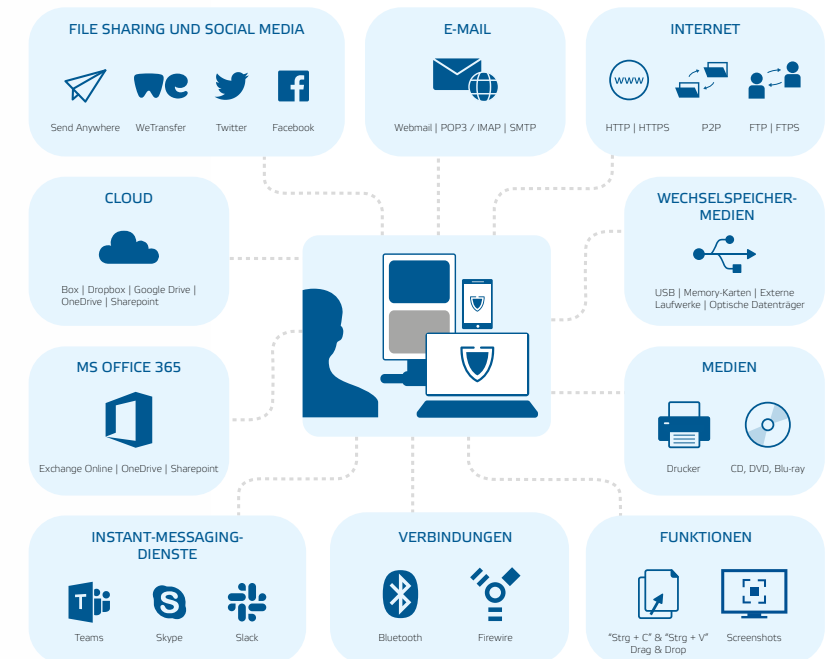 FILE SHARING UND SOCIAL MEDIA
Send Anywhere
WeTransfer
Twitter
Facebook
E-MAIL
Webmail | POP3 / IMAP | SMTP
INTERNET
www
HTTP | HTTPS
P2P
FTP | FTPS
CLOUD
Box | Dropbox | Google Drive |
OneDrive | Sharepoint
WECHSELSPEICHER-
MEDIEN
USB | Memory-Karten | Externe
Laufwerke | Optische Datenträger
MS OFFICE 365
Exchange Online | OneDrive | Sharepoint
MEDIEN
Drucker
CD, DVD, Blu-ray
INSTANT-MESSAGING-
DIENSTE
T
Teams
S
Skype
Slack
VERBINDUNGEN
Bluetooth
Firewire
FUNKTIONEN
“Strg + C” & “Strg + V”
Drag & Drop
Screenshots